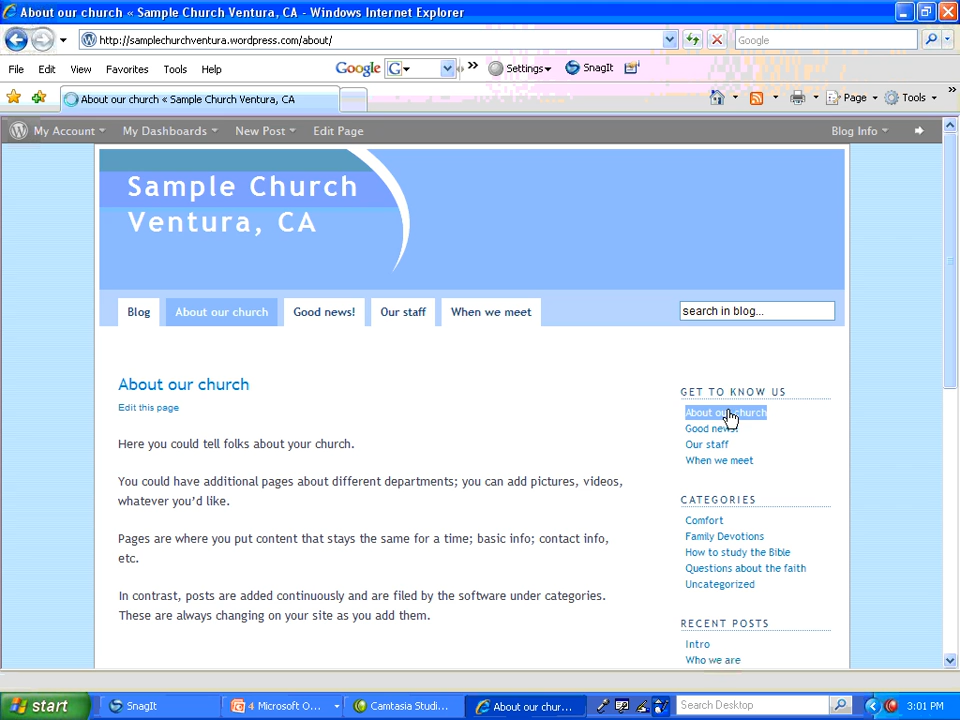 About our church « Sample Church Ventura, CA - Windows Internet Explorer
http://samplechurchventura.wordpress.com/about/
Google
File Edit View Favorites Tools Help
Google G Settings SnagIt
About our church « Sample Church Ventura, CA
Page Tools
My Account My Dashboards New Post Edit Page Blog Info
Sample Church
Ventura, CA
Blog About our church Good news! Our staff When we meet search in blog...
About our church
Edit this page
Here you could tell folks about your church.
You could have additional pages about different departments; you can add pictures, videos,
whatever you’d like.
Pages are where you put content that stays the same for a time; basic info; contact info,
etc.
In contrast, posts are added continuously and are filed by the software under categories.
These are always changing on your site as you add them.
GET TO KNOW US
About our church
Good news!
Our staff
When we meet
CATEGORIES
Comfort
Family Devotions
How to study the Bible
Questions about the faith
Uncategorized
RECENT POSTS
Intro
Who we are
start SnagIt 4 Microsoft O... Camtasia Studi... About our chur... Search Desktop 3:01 PM